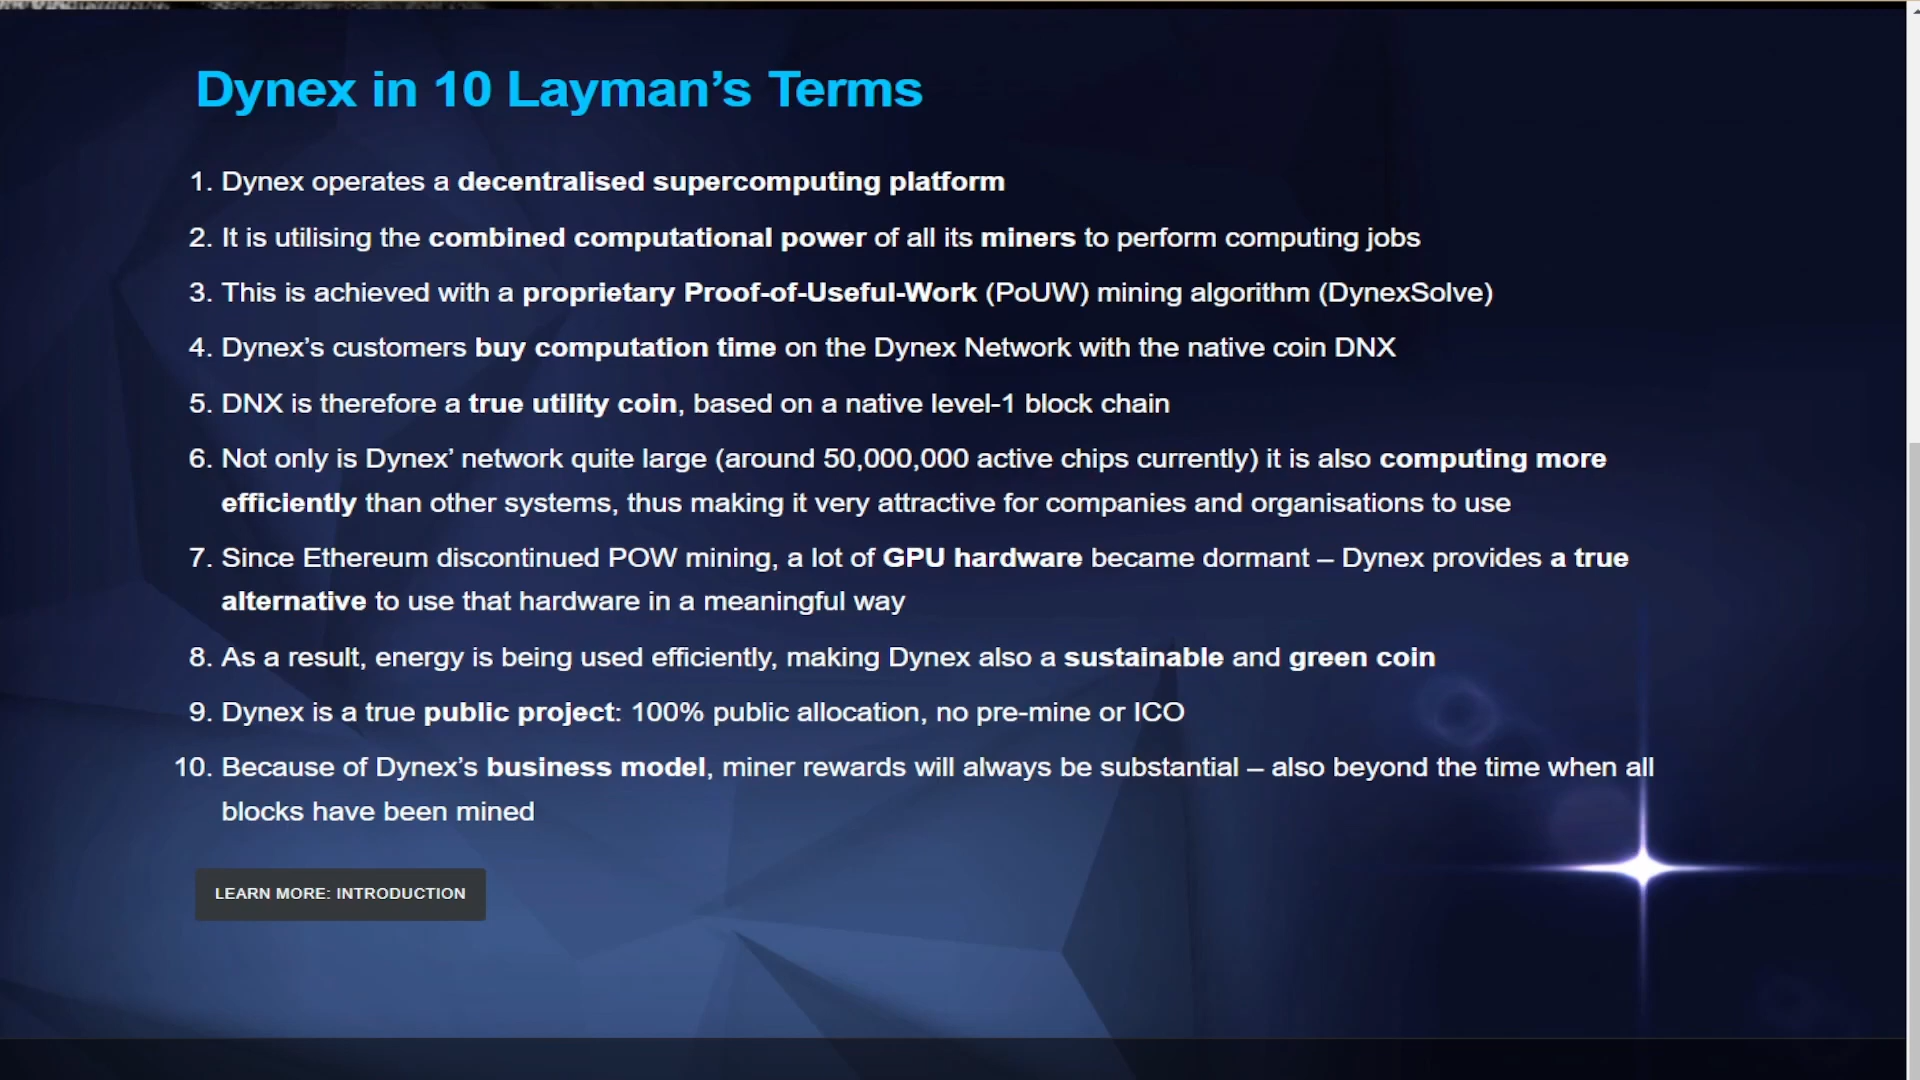 Dynex in 10 Layman’s Terms
1. Dynex operates a decentralised supercomputing platform
2. It is utilising the combined computational power of all its miners to perform computing jobs
3. This is achieved with a proprietary Proof-of-Useful-Work (PoUW) mining algorithm (DynexSolve)
4. Dynex’s customers buy computation time on the Dynex Network with the native coin DNX
5. DNX is therefore a true utility coin, based on a native level-1 block chain
6. Not only is Dynex’ network quite large (around 50,000,000 active chips currently) it is also computing more
efficiently than other systems, thus making it very attractive for companies and organisations to use
7. Since Ethereum discontinued POW mining, a lot of GPU hardware became dormant – Dynex provides a true
alternative to use that hardware in a meaningful way
8. As a result, energy is being used efficiently, making Dynex also a sustainable and green coin
9. Dynex is a true public project: 100% public allocation, no pre-mine or ICO
10. Because of Dynex’s business model, miner rewards will always be substantial – also beyond the time when all
blocks have been mined
LEARN MORE: INTRODUCTION